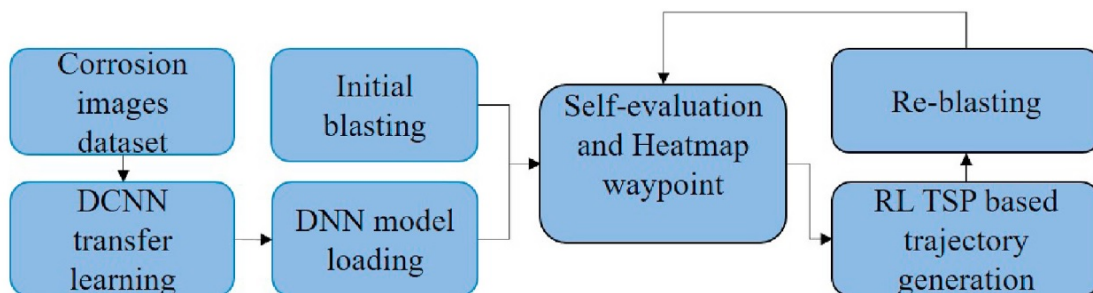 Corrosion
images
dataset
DCNN
transfer
learning
Initial
blasting
DNN model
loading
Self-evaluation
and Heatmap
waypoint
Re-blasting
RL TSP based
trajectory
generation